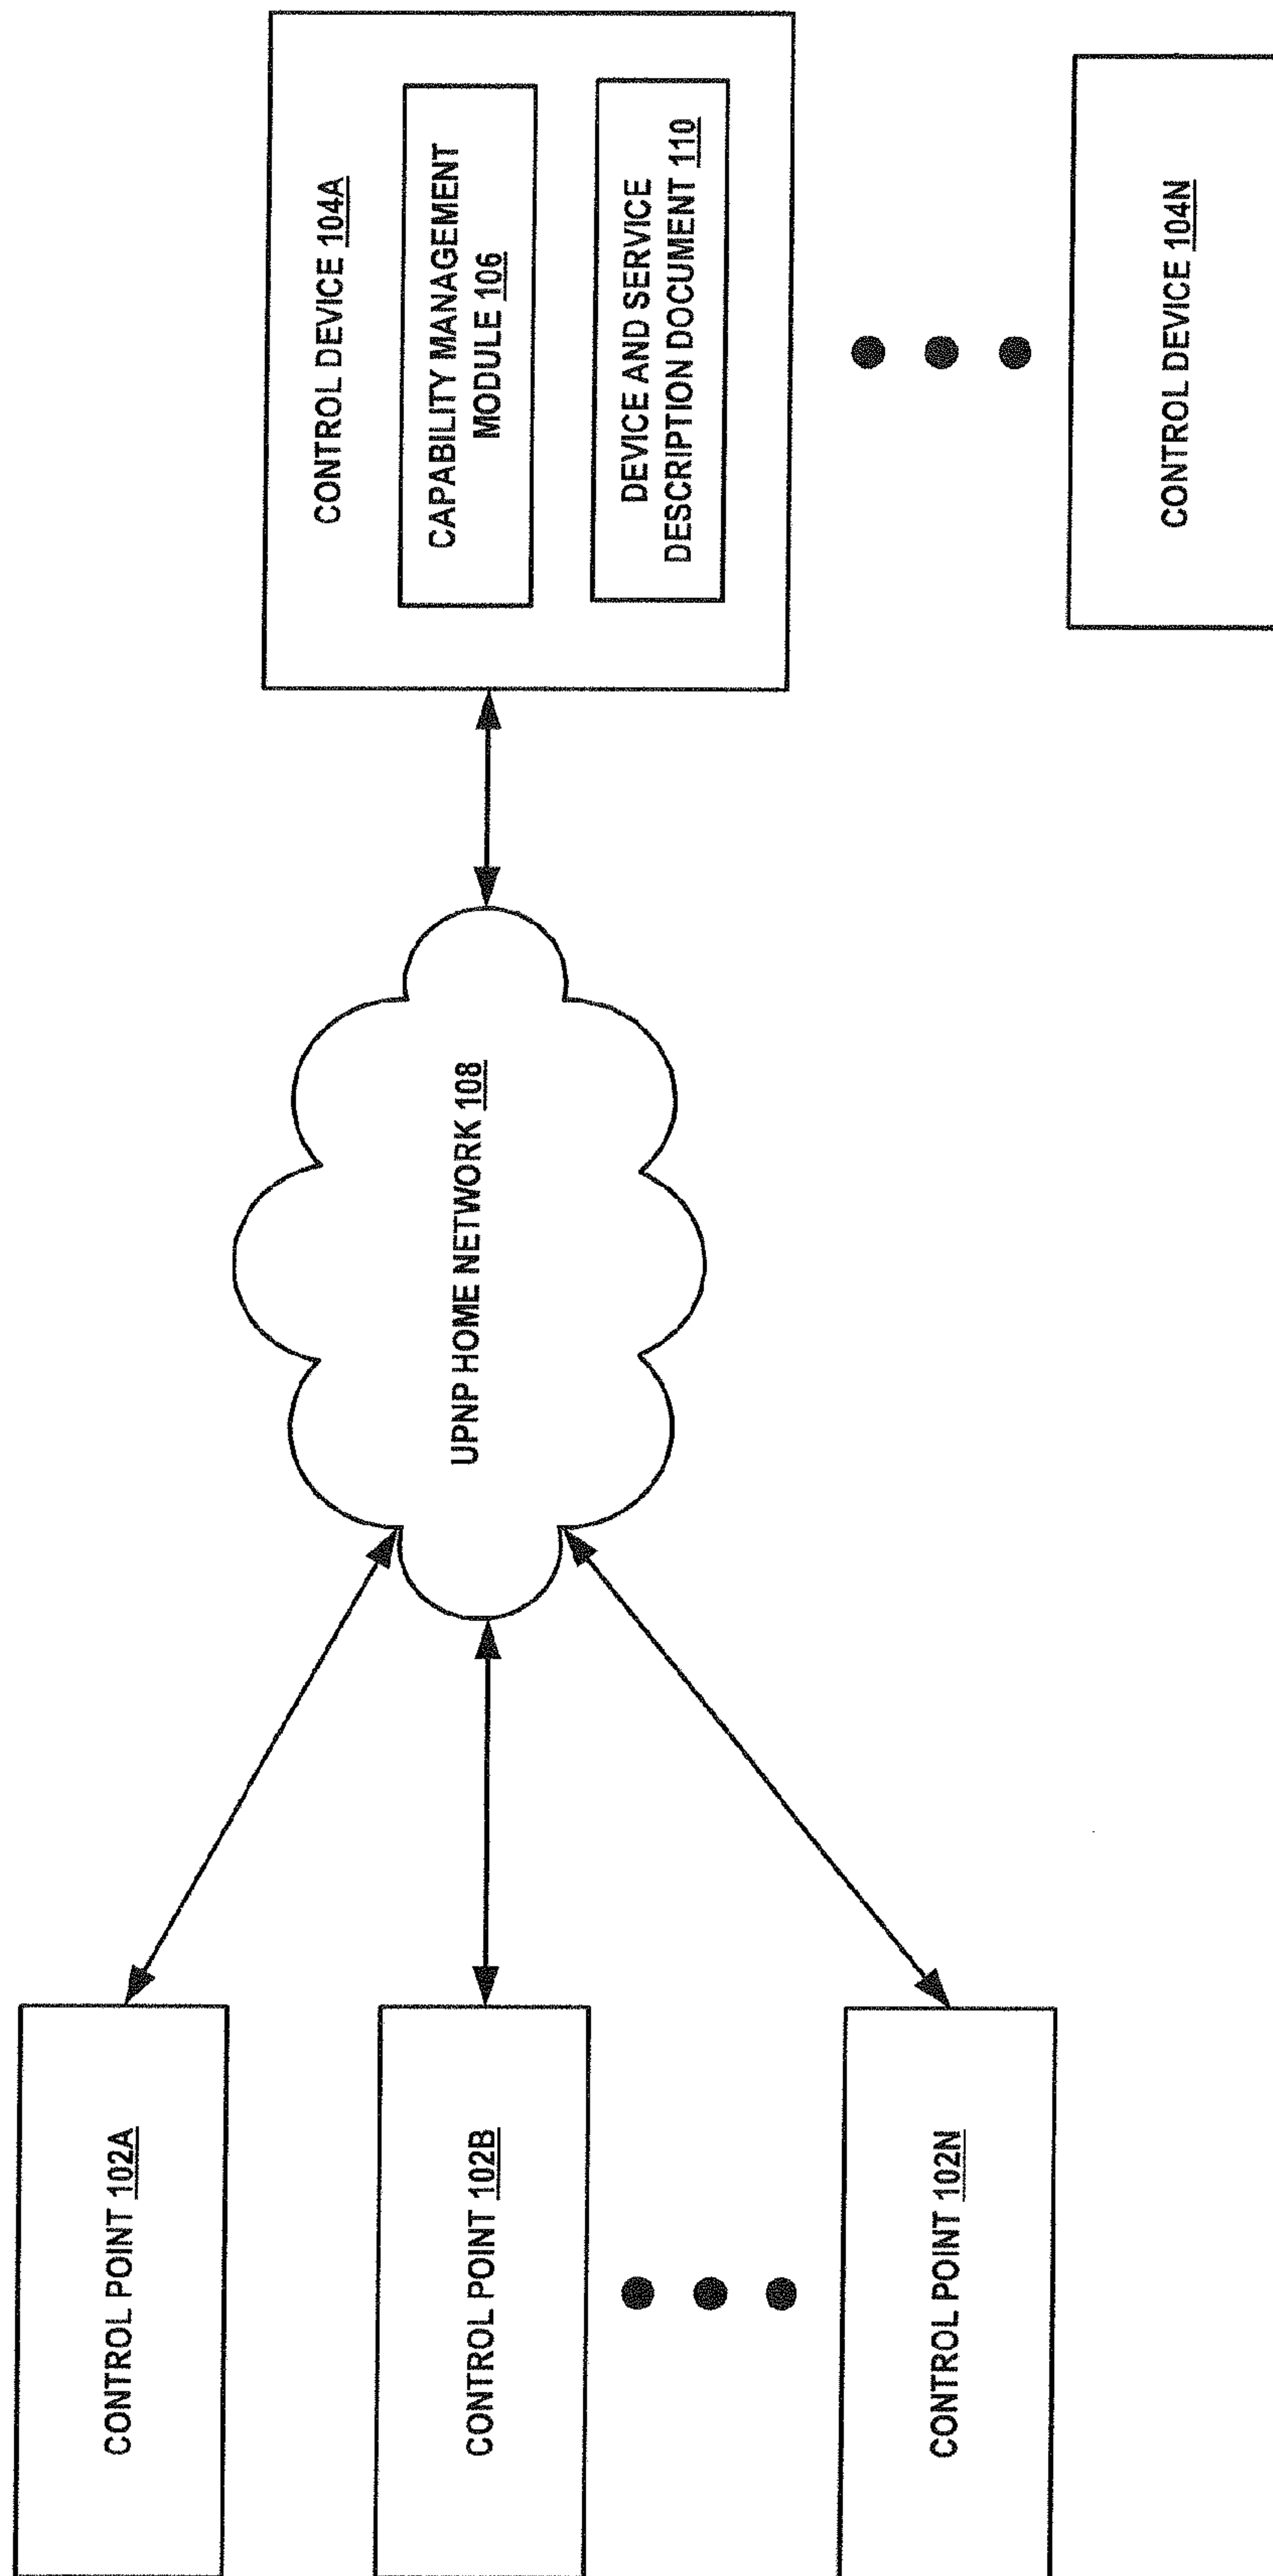 CONTROL POINT 102A
CONTROL POINT 102B
CONTROL POINT 102N
UPNP HOME NETWORK 108
CONTROL DEVICE 104A
CAPABILITY MANAGEMENT
MODULE 106
DEVICE AND SERVICE
DESCRIPTION DOCUMENT 110
CONTROL DEVICE 104N